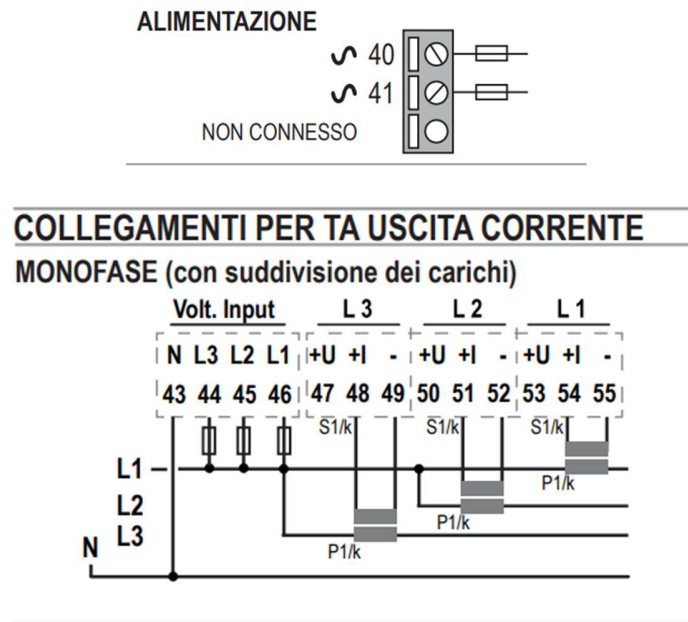 ALIMENTAZIONE
40
41
NON CONNESSO
COLLEGAMENTI PER TA USCITA CORRENTE
MONOFASE (con suddivisione dei carichi)
Volt. Input L 3 L 2 L 1
N L3 L2 L1 +U +I - +U +I - +U +I -
43 44 45 46 47 48 49 50 51 52 53 54 55
S1/k S1/k S1/k
L1
P1/k
L2
P1/k
L3
N
P1/k